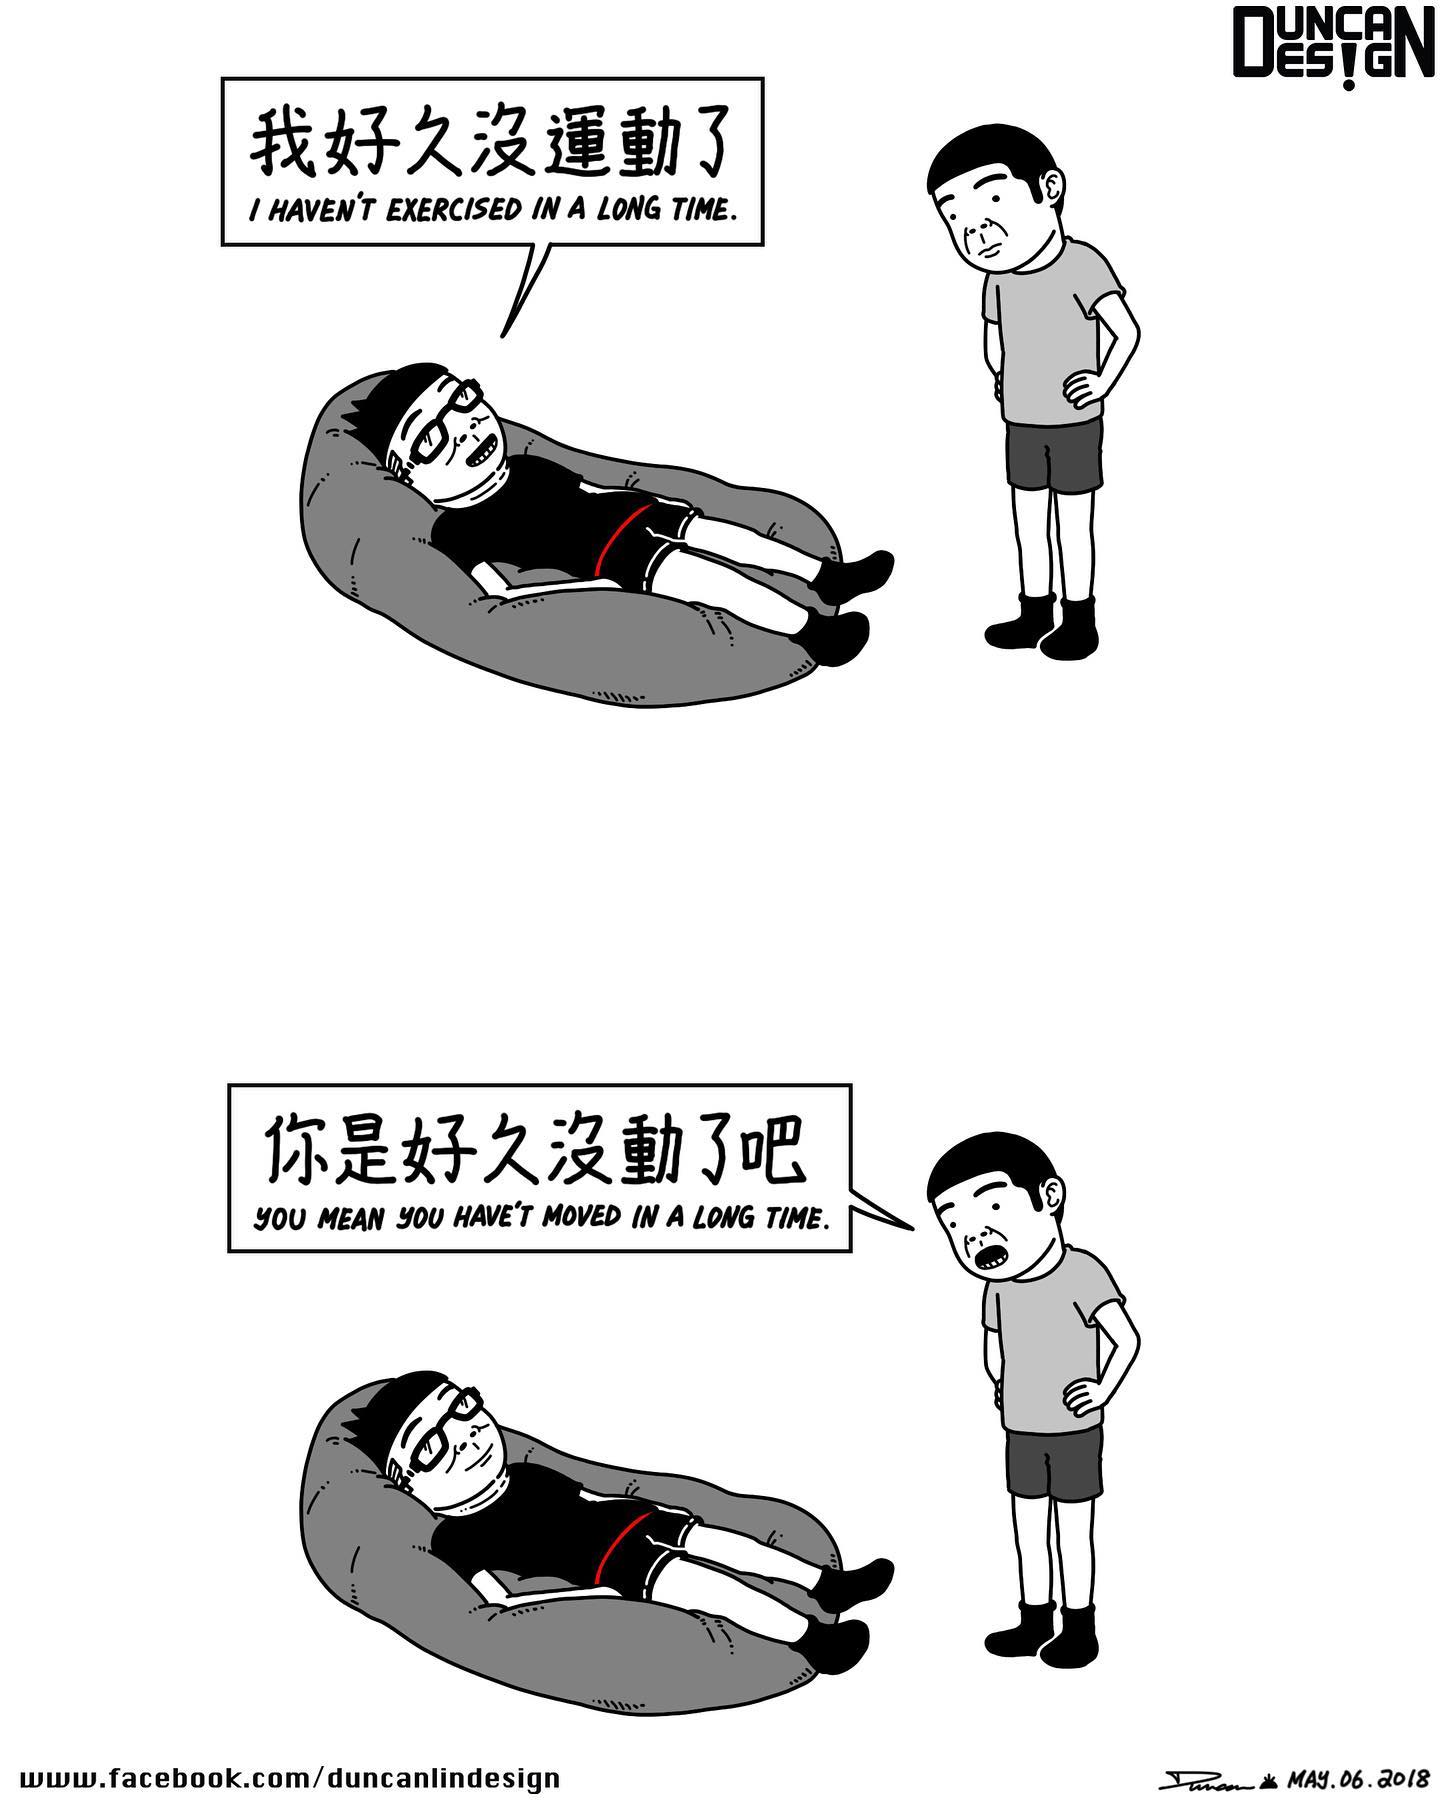 DUNCAN
DES!GN
我好久沒運動了
I HAVEN'T EXERCISED IN A LONG TIME.
你是好久沒動了吧
YOU MEAN YOU HAVE'T MOVED IN A LONG TIME.
www.facebook.com/duncanlindesign
Duncan MAY.06.2018